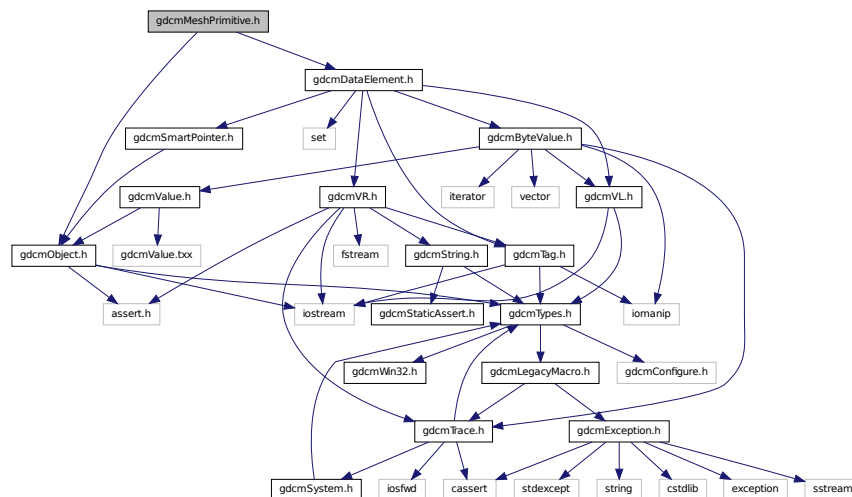 gdcmMeshPrimitive.h
gdcmDataElement.h
gdcmSmartPointer.h
set
gdcmByteValue.h
gdcmValue.h
gdcmVR.h
iterator
vector
gdcmVL.h
gdcmObject.h
gdcmValue.txx
fstream
gdcmString.h
gdcmTag.h
assert.h
iostream
gdcmStaticAssert.h
gdcmTypes.h
iomanip
gdcmWin32.h
gdcmLegacyMacro.h
gdcmConfigure.h
gdcmTrace.h
gdcmException.h
gdcmSystem.h
iosfwd
cassert
stdexcept
string
cstdlib
exception
sstream